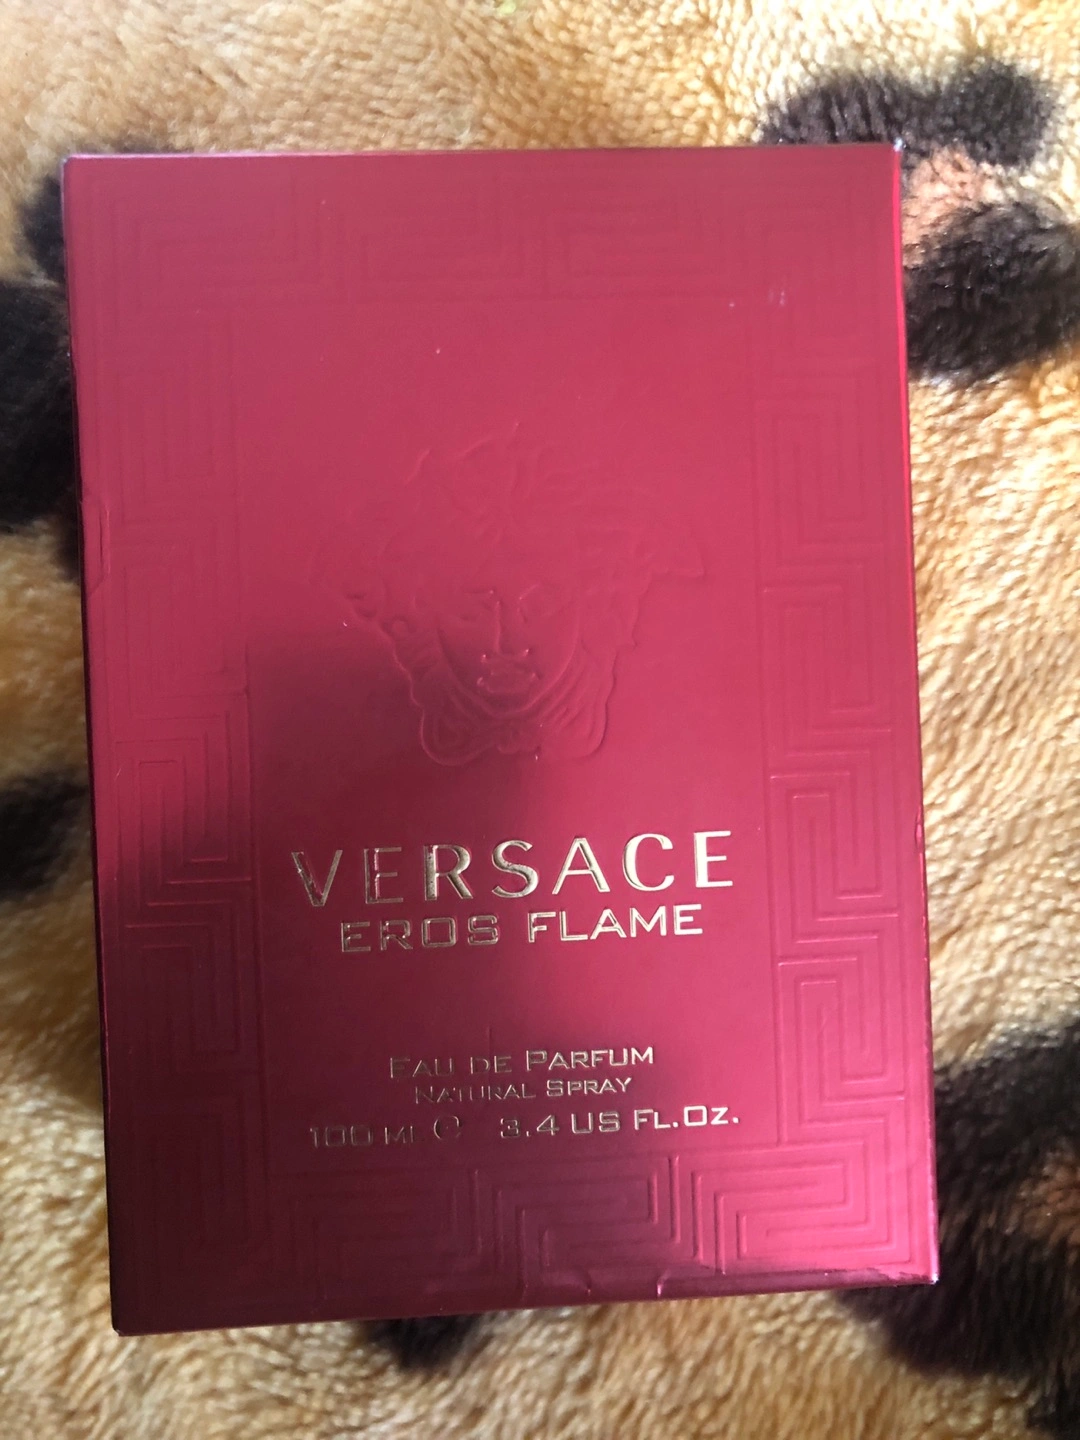 VERSACE
EROS FLAME
EAU DE PARFUM
NATURAL SPRAY
100 ML ℮ 3.4 US FL.OZ.